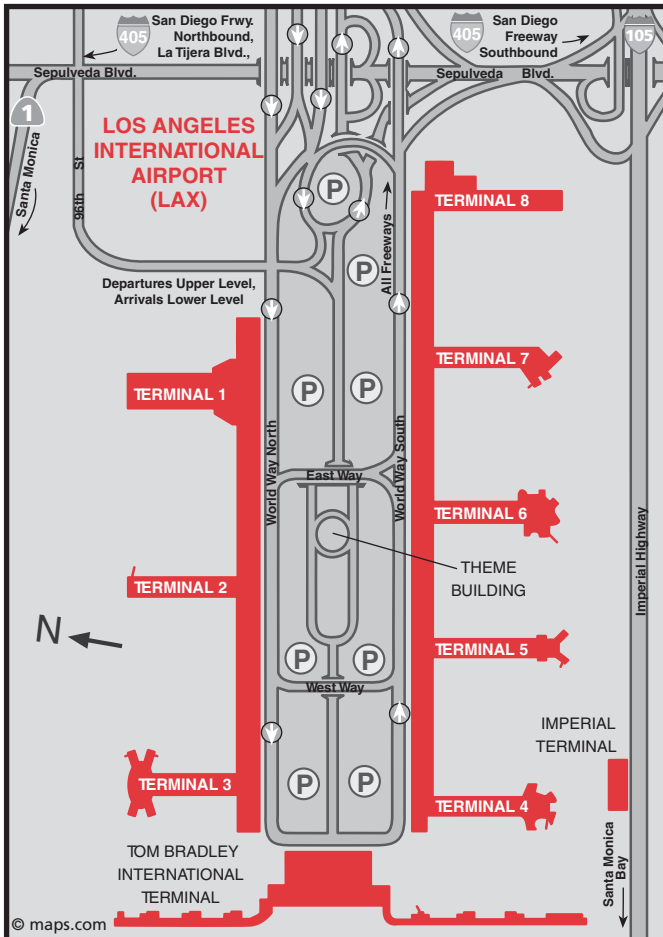 405
San Diego Frwy.
Northbound,
La Tijera Blvd.,
405
San Diego
Freeway
Southbound
105
Sepulveda Blvd.
Sepulveda Blvd.
1
Santa Monica
96th St
LOS ANGELES
INTERNATIONAL
AIRPORT
(LAX)
P
TERMINAL 8
All Freeways
P
Departures Upper Level,
Arrivals Lower Level
TERMINAL 7
TERMINAL 1
P
P
World Way North
World Way South
East Way
TERMINAL 6
Imperial Highway
THEME
BUILDING
TERMINAL 2
N
TERMINAL 5
P
P
West Way
IMPERIAL
TERMINAL
TERMINAL 3
P
P
TERMINAL 4
TOM BRADLEY
INTERNATIONAL
TERMINAL
Santa Monica
Bay
© maps.com